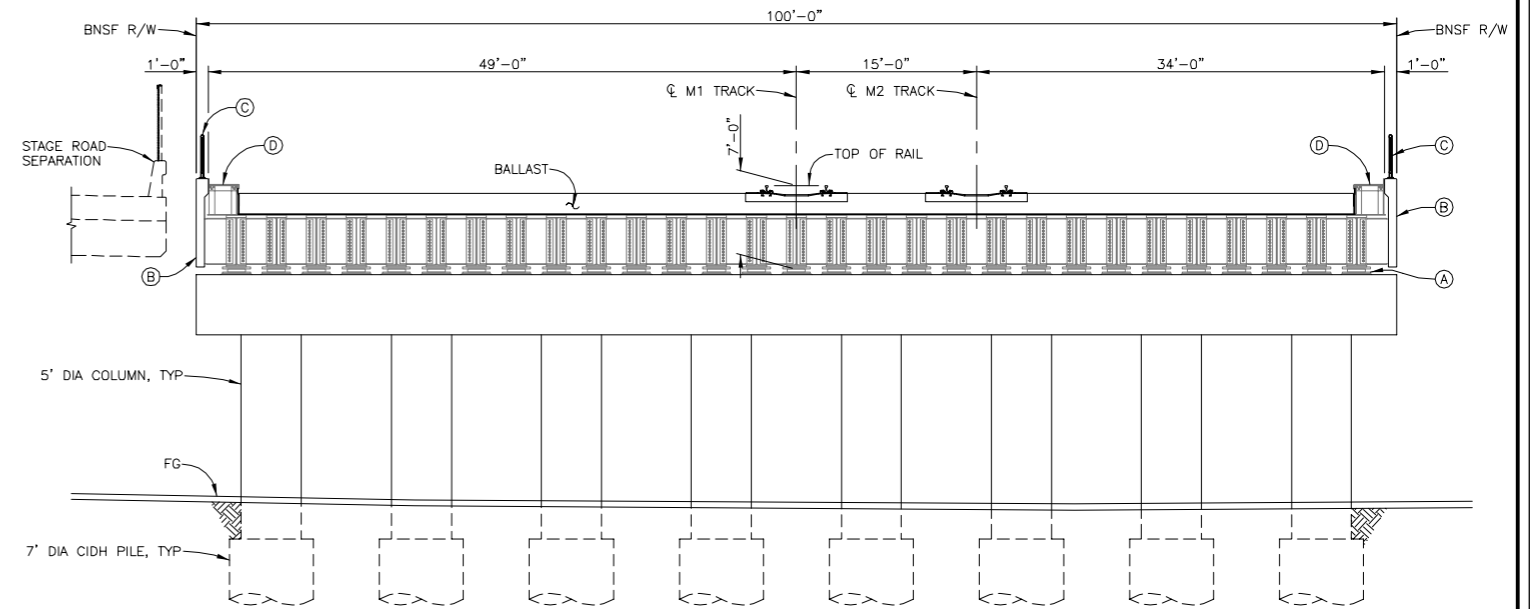 100'-0"
BNSF R/W
BNSF R/W
1'-0"
49'-0"
15'-0"
34'-0"
1'-0"
℄ M1 TRACK
℄ M2 TRACK
C
7'-0"
STAGE ROAD
SEPARATION
D
BALLAST
TOP OF RAIL
D
C
B
B
A
5' DIA COLUMN, TYP
FG
7' DIA CIDH PILE, TYP